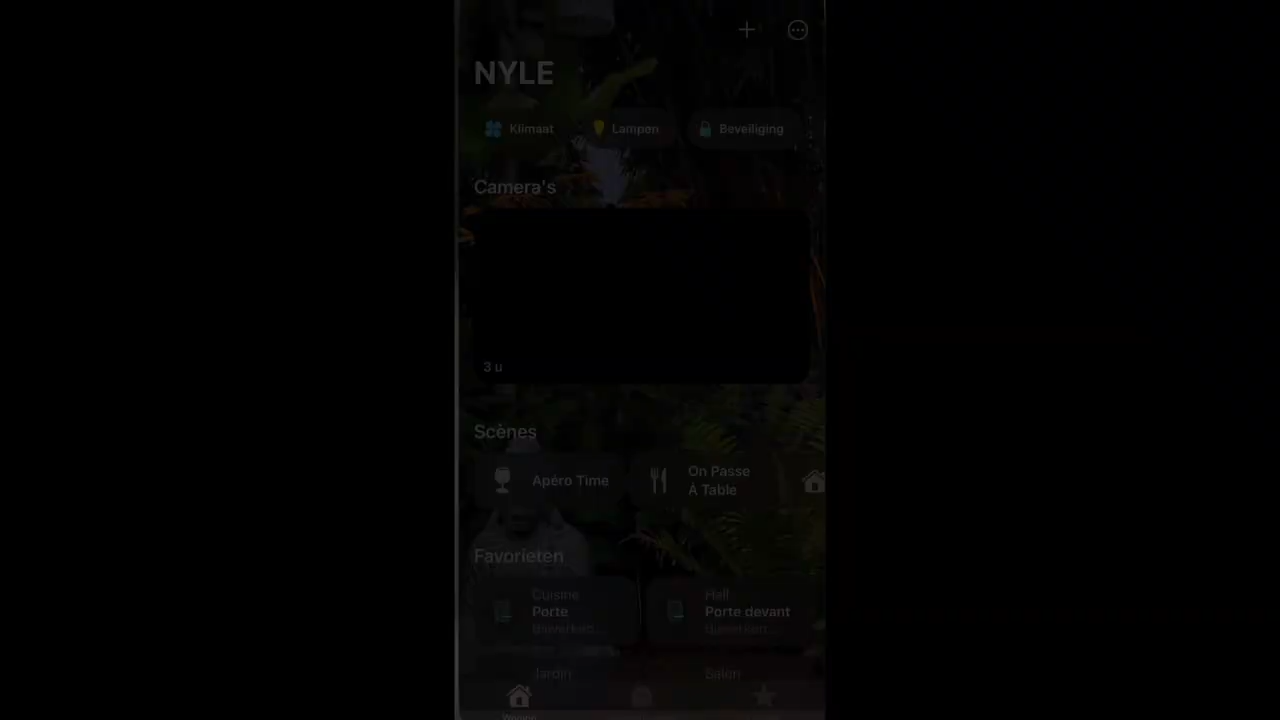 NYLE
Klimaat
Lampen
Beveiliging
Camera's
3 u
Scènes
Apéro Time
On Passe
À Table
Favorieten
Cuisine
Porte
Hall
Porte devant
Jardin
Salon